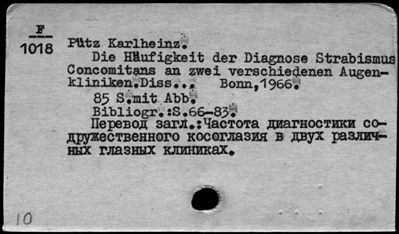 F
1018
Pütz Karlheinz.
Die Häufigkeit der Diagnose Strabismus
Concomitans an zwei verschiedenen Augen-
kliniken.Diss... Bonn,1966.
85 S.mit Abb.
Bibliogr.:S.66-83.
Перевод загл.:Частота диагностики со-
дружественного косоглазия в двух различ-
ных глазных клиниках.
10